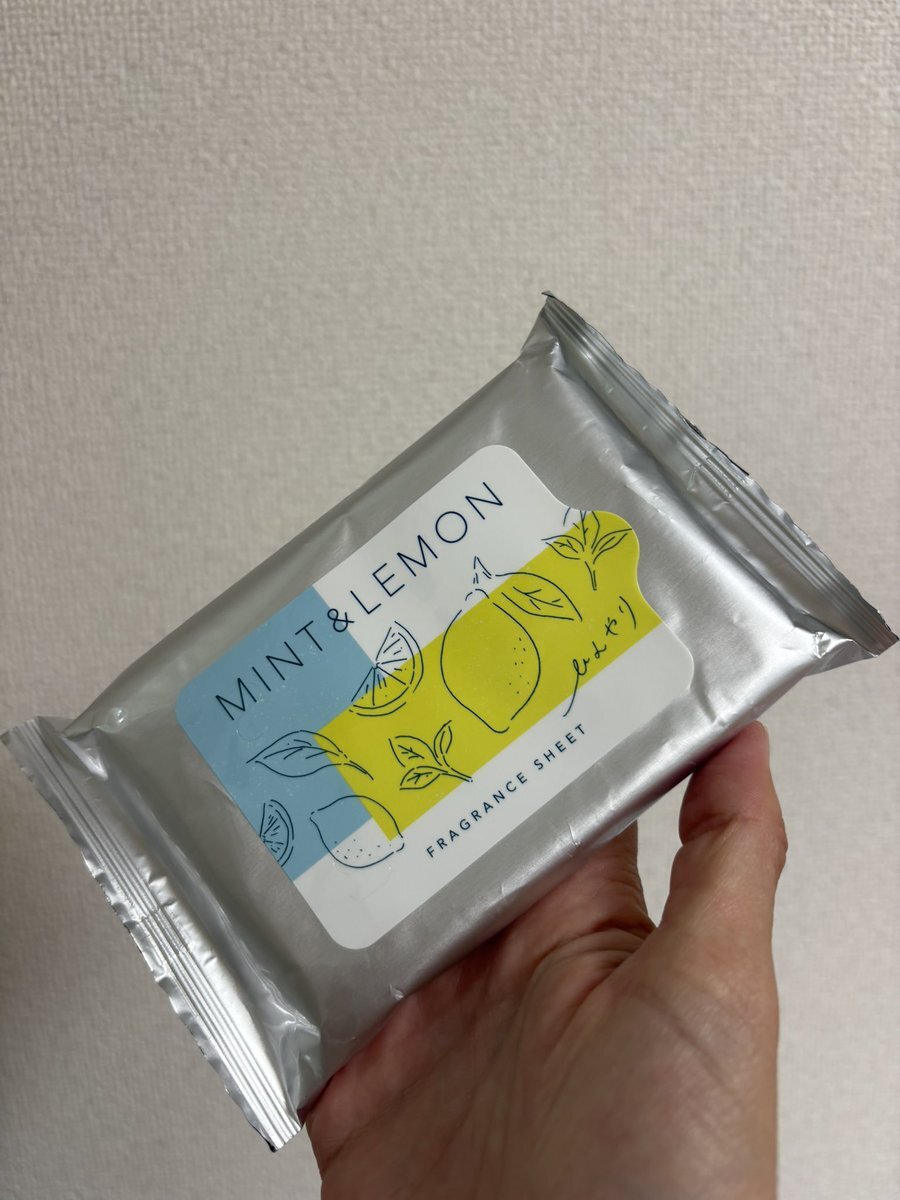 MINT & LEMON
ひんやり
FRAGRANCE SHEET